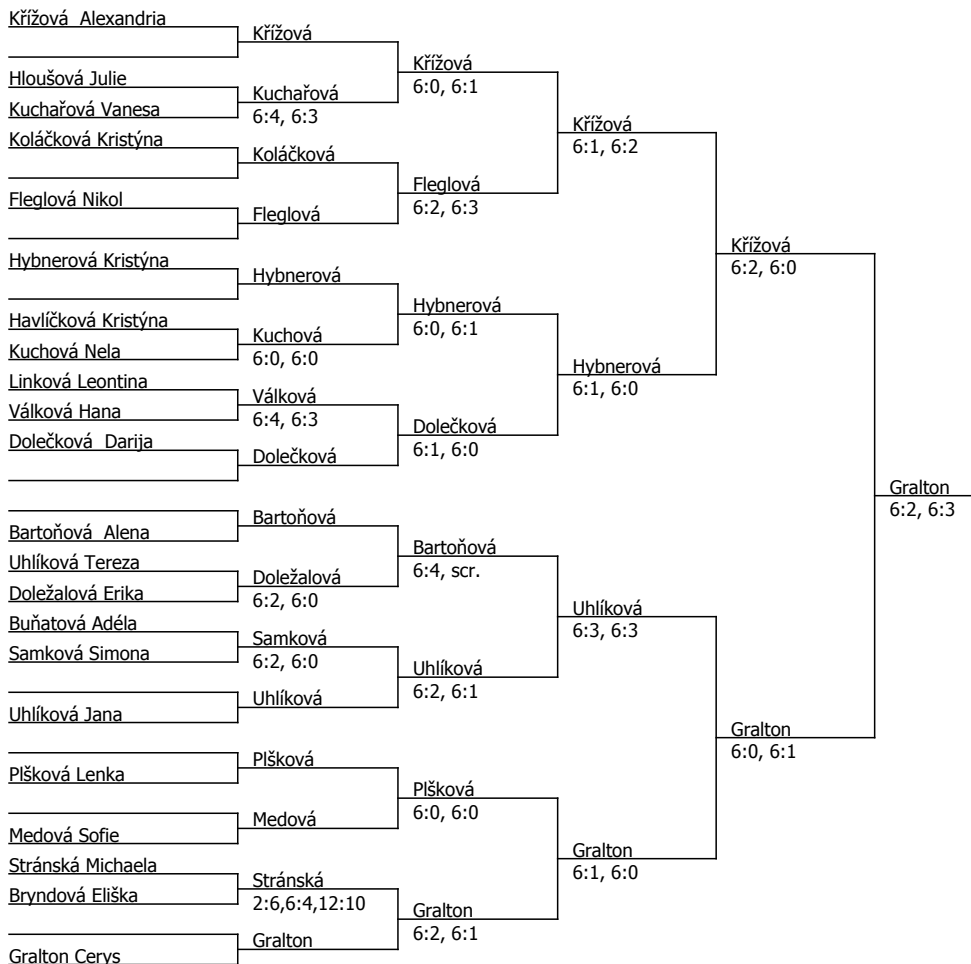 Křížová  Alexandria
Křížová
Křížová
6:0, 6:1
Hloušová Julie
Kuchařová
Kuchařová Vanesa
6:4, 6:3
Křížová
6:1, 6:2
Koláčková Kristýna
Koláčková
Fleglová
6:2, 6:3
Fleglová Nikol
Fleglová
Křížová
6:2, 6:0
Hybnerová Kristýna
Hybnerová
Hybnerová
6:0, 6:1
Havlíčková Kristýna
Kuchová
Kuchová Nela
6:0, 6:0
Hybnerová
6:1, 6:0
Linková Leontina
Válková
Válková Hana
6:4, 6:3
Dolečková
6:1, 6:0
Dolečková  Darija
Dolečková
Gralton
6:2, 6:3
Bartoňová
Bartoňová  Alena
Bartoňová
6:4, scr.
Uhlíková Tereza
Doležalová
Doležalová Erika
6:2, 6:0
Uhlíková
6:3, 6:3
Buňatová Adéla
Samková
Samková Simona
6:2, 6:0
Uhlíková
6:2, 6:1
Uhlíková
Uhlíková Jana
Gralton
6:0, 6:1
Plšková
Plšková Lenka
Plšková
6:0, 6:0
Medová
Medová Sofie
Gralton
6:1, 6:0
Stránská Michaela
Stránská
Bryndová Eliška
2:6,6:4,12:10
Gralton
6:2, 6:1
Gralton
Gralton Cerys